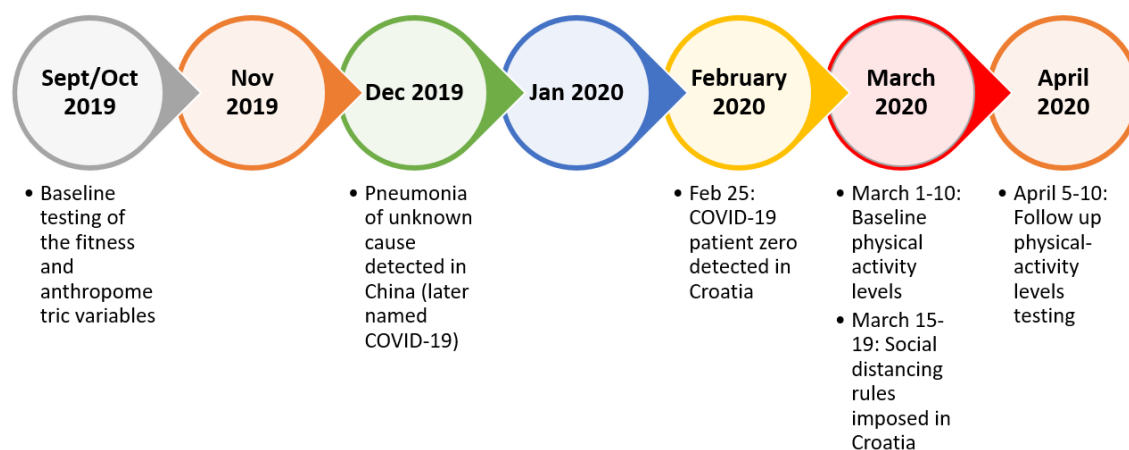 Sept/Oct
2019
Nov
2019
Dec 2019
Jan 2020
February
2020
March
2020
April
2020
• Baseline
testing of
the fitness
and
anthropome
tric variables
• Pneumonia
of unknown
cause
detected in
China (later
named
COVID-19)
• Feb 25:
COVID-19
patient zero
detected in
Croatia
• March 1-10:
Baseline
physical
activity
levels
• March 15-
19: Social
distancing
rules
imposed in
Croatia
• April 5-10:
Follow up
physical-
activity
levels
testing